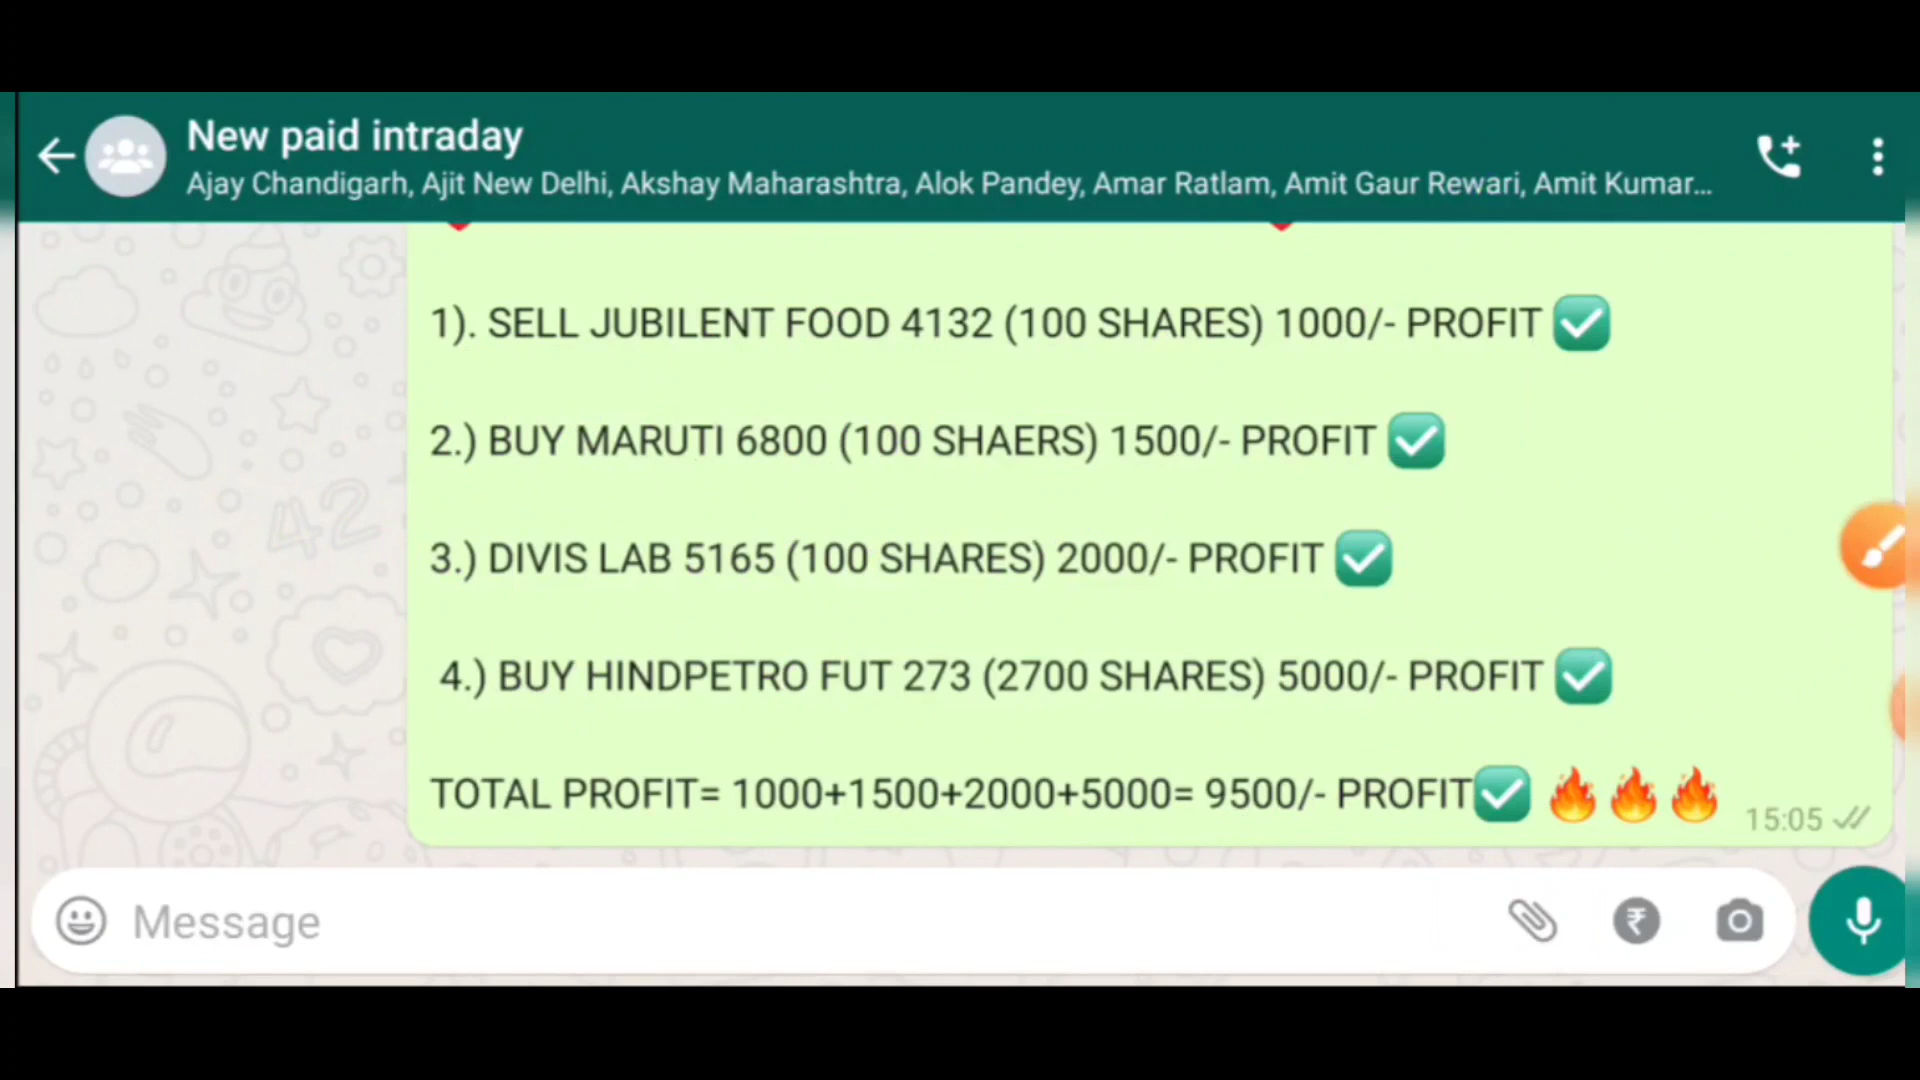 New paid intraday
Ajay Chandigarh, Ajit New Delhi, Akshay Maharashtra, Alok Pandey, Amar Ratlam, Amit Gaur Rewari, Amit Kumar...
1). SELL JUBILENT FOOD 4132 (100 SHARES) 1000/- PROFIT ✅
2.) BUY MARUTI 6800 (100 SHAERS) 1500/- PROFIT ✅
3.) DIVIS LAB 5165 (100 SHARES) 2000/- PROFIT ✅
4.) BUY HINDPETRO FUT 273 (2700 SHARES) 5000/- PROFIT ✅
TOTAL PROFIT= 1000+1500+2000+5000= 9500/- PROFIT✅ 🔥🔥🔥
15:05
Message